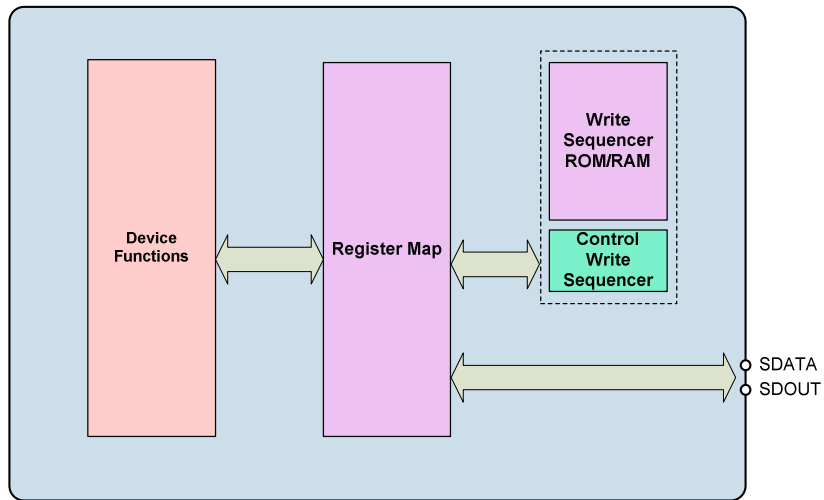 Device
Functions
Register Map
Write
Sequencer
ROM/RAM
Control
Write
Sequencer
SDATA
SDOUT